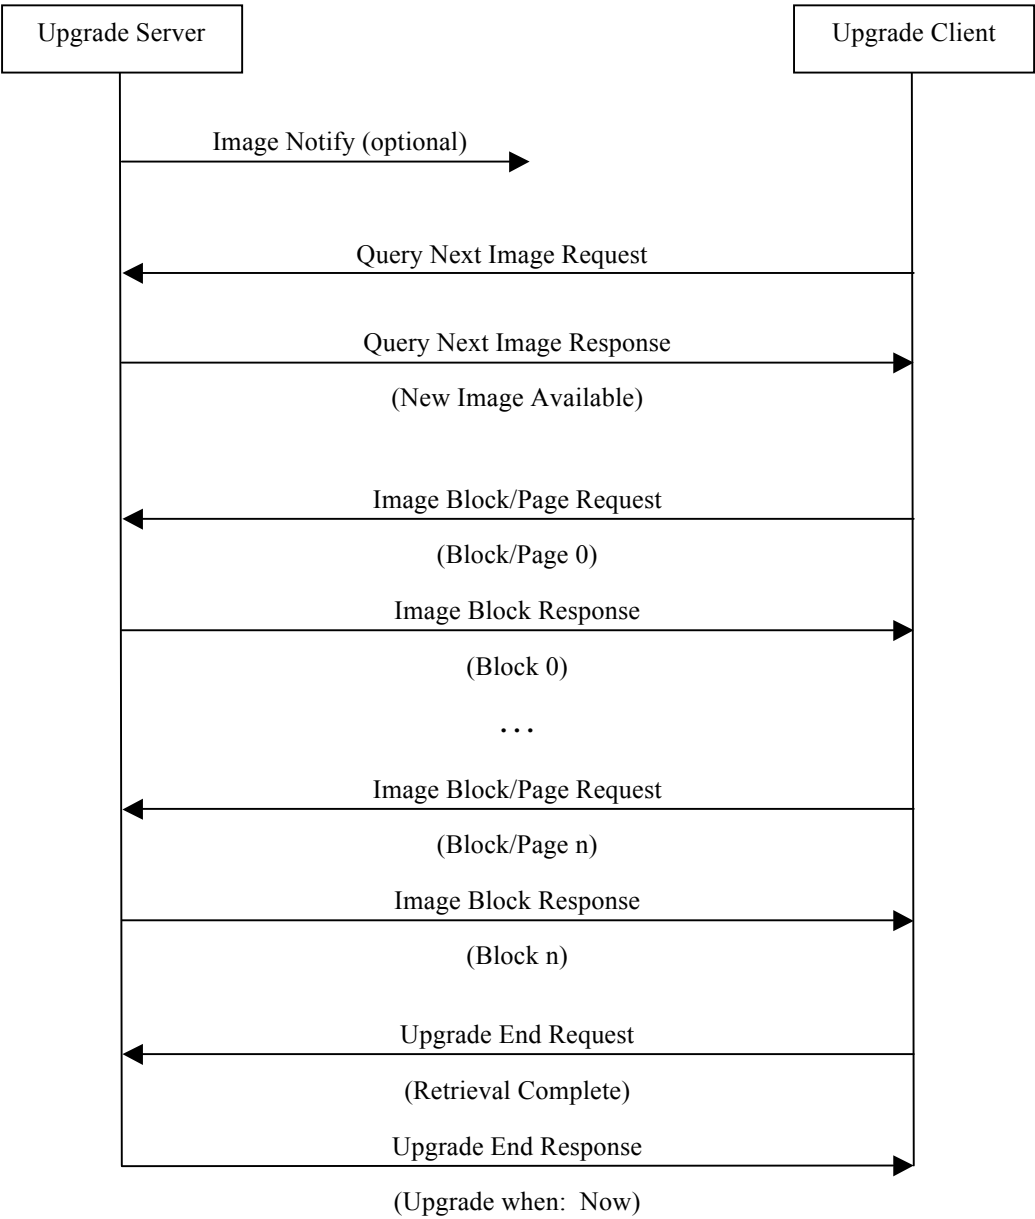 Upgrade Server
Upgrade Client
Image Notify (optional)
Query Next Image Request
Query Next Image Response
(New Image Available)
Image Block/Page Request
(Block/Page 0)
Image Block Response
(Block 0)
...
Image Block/Page Request
(Block/Page n)
Image Block Response
(Block n)
Upgrade End Request
(Retrieval Complete)
Upgrade End Response
(Upgrade when:  Now)